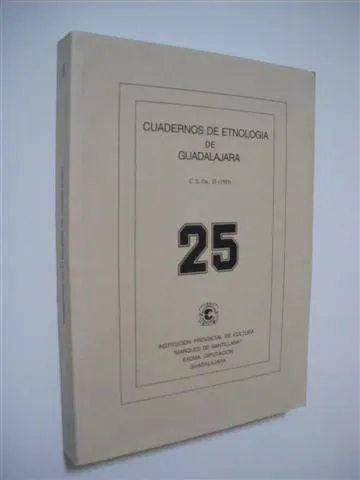 CUADERNOS DE ETNOLOGIA
DE
GUADALAJARA
25
INSTITUCION PROVINCIAL DE CULTURA
"MARQUES DE SANTILLANA"
EXCMA. DIPUTACION
GUADALAJARA